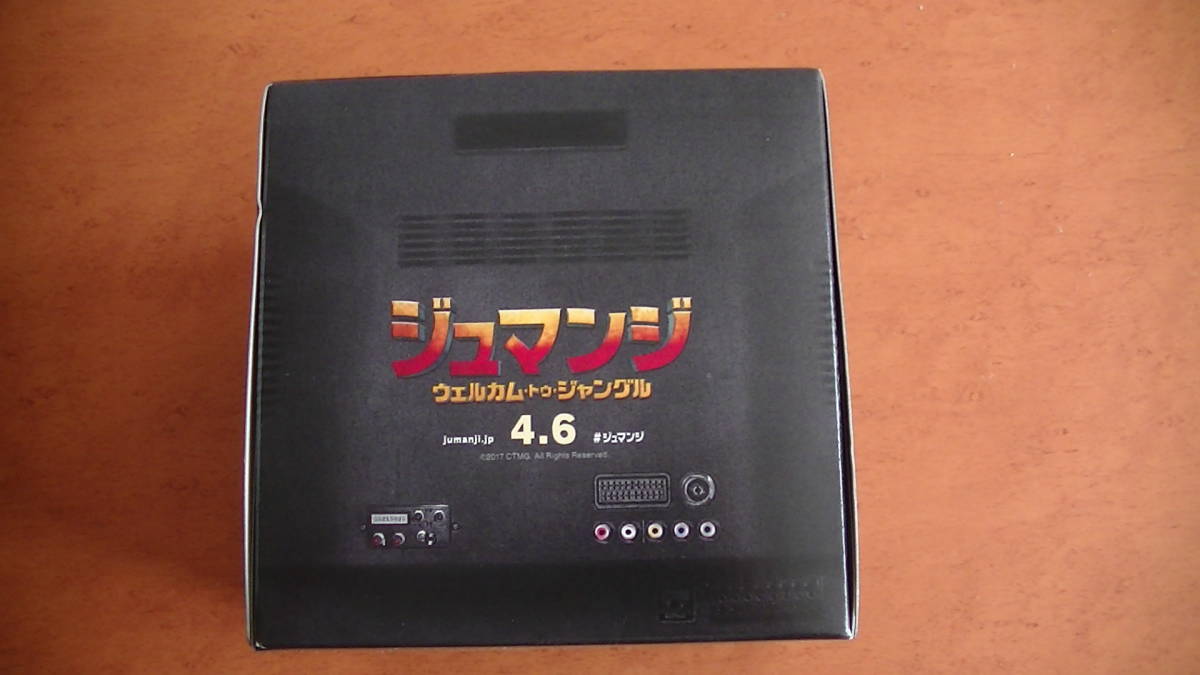 ジュマンジ
ウェルカム・トゥ・ジャングル
jumanji.jp 4.6 #ジュマンジ
©2017 CTMG. All Rights Reserved.